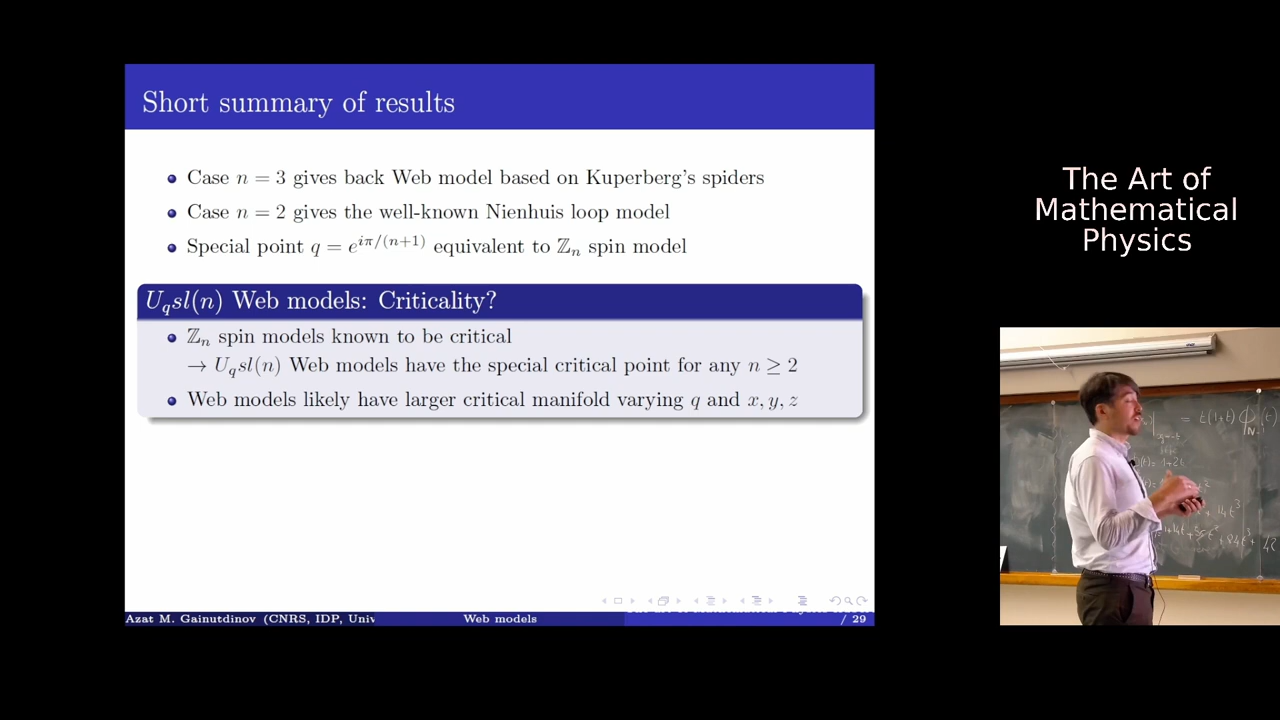 Short summary of results
Case n = 3 gives back Web model based on Kuperberg's spiders
Case n = 2 gives the well-known Nienhuis loop model
Special point q = e^{iπ/(n+1)} equivalent to ℤ_n spin model
U_q sl(n) Web models: Criticality?
ℤ_n spin models known to be critical
→ U_q sl(n) Web models have the special critical point for any n ≥ 2
Web models likely have larger critical manifold varying q and x, y, z
Azat M. Gainutdinov (CNRS, IDP, Univ
Web models
/ 29
The Art of
Mathematical
Physics